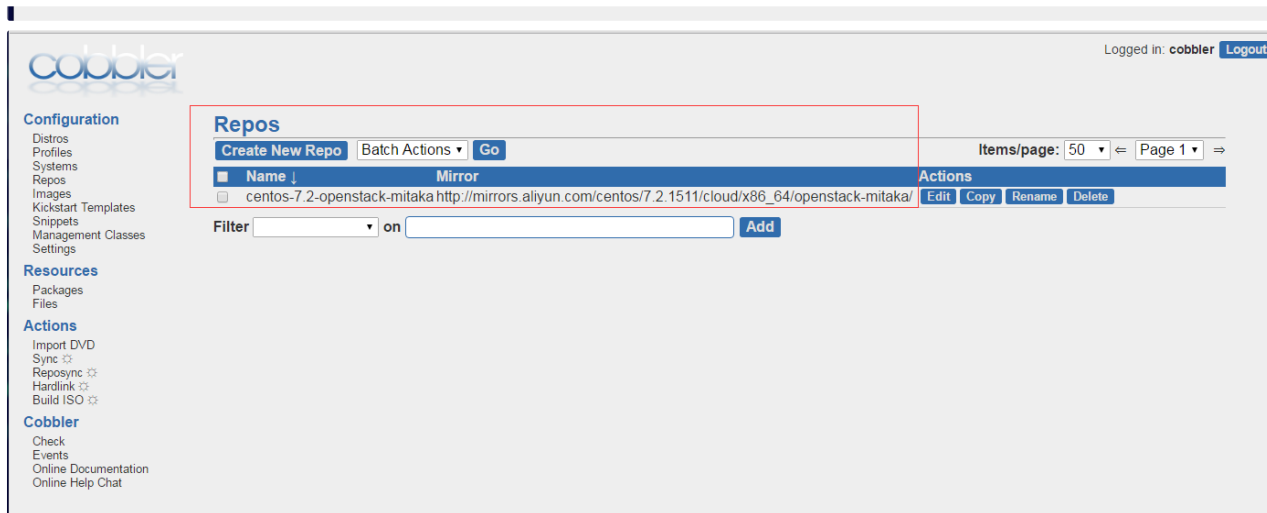 Logged in: cobbler Logout
cobbler
Configuration
Distros
Profiles
Systems
Repos
Images
Kickstart Templates
Snippets
Management Classes
Settings
Resources
Packages
Files
Actions
Import DVD
Sync
Reposync
Hardlink
Build ISO
Cobbler
Check
Events
Online Documentation
Online Help Chat
Repos
Create New Repo Batch Actions Go Items/page: 50 ⇐ Page 1 ⇒
Name ↓ Mirror Actions
centos-7.2-openstack-mitaka http://mirrors.aliyun.com/centos/7.2.1511/cloud/x86_64/openstack-mitaka/ Edit Copy Rename Delete
Filter on Add